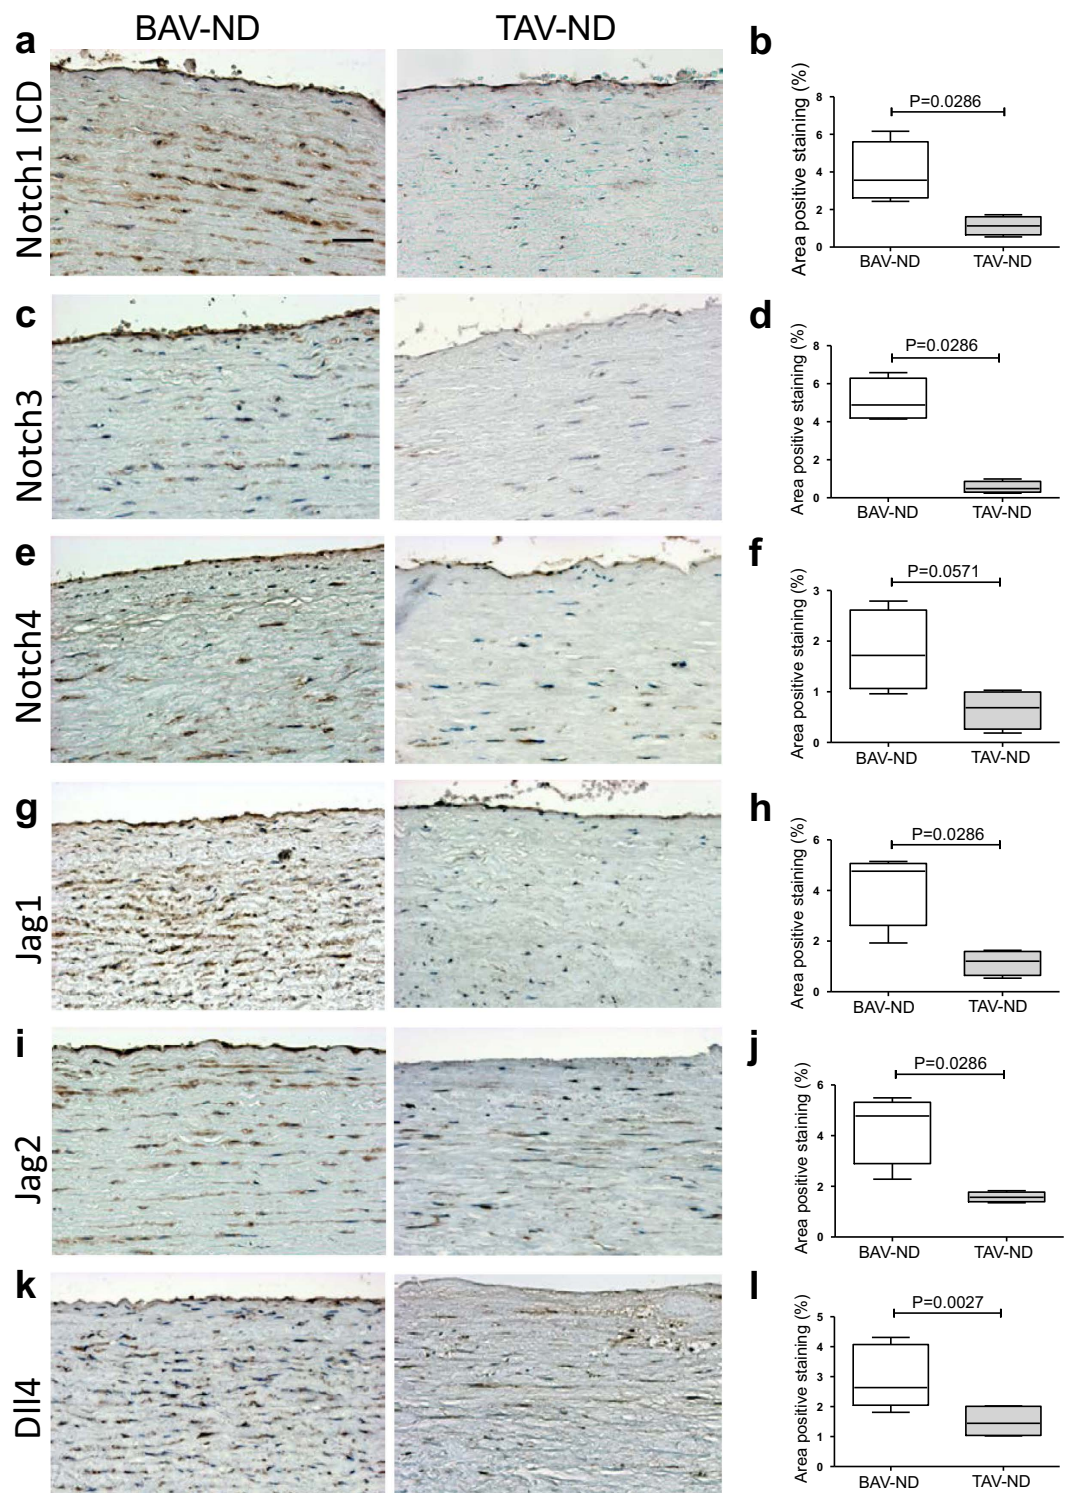 BAV-ND TAV-ND
a
Notch1 ICD
b
Area positive staining (%)
8
6
4
2
0
P=0.0286
BAV-ND TAV-ND
c
Notch3
d
Area positive staining (%)
8
6
4
2
0
P=0.0286
BAV-ND TAV-ND
e
Notch4
f
Area positive staining (%)
3
2
1
0
P=0.0571
BAV-ND TAV-ND
g
Jag1
h
Area positive staining (%)
6
4
2
0
P=0.0286
BAV-ND TAV-ND
i
Jag2
j
Area positive staining (%)
6
4
2
0
P=0.0286
BAV-ND TAV-ND
k
Dll4
l
Area positive staining (%)
5
4
3
2
1
0
P=0.0027
BAV-ND TAV-ND